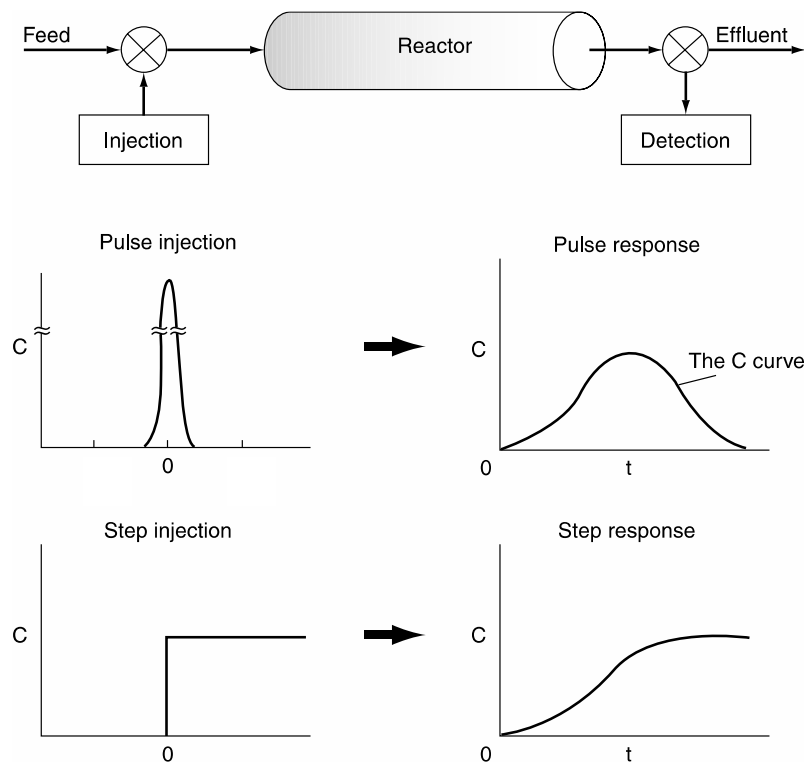 Feed
Reactor
Effluent
Injection
Detection
Pulse injection
Pulse response
C
C
The C curve
0
0
t
Step injection
Step response
C
C
0
0
t